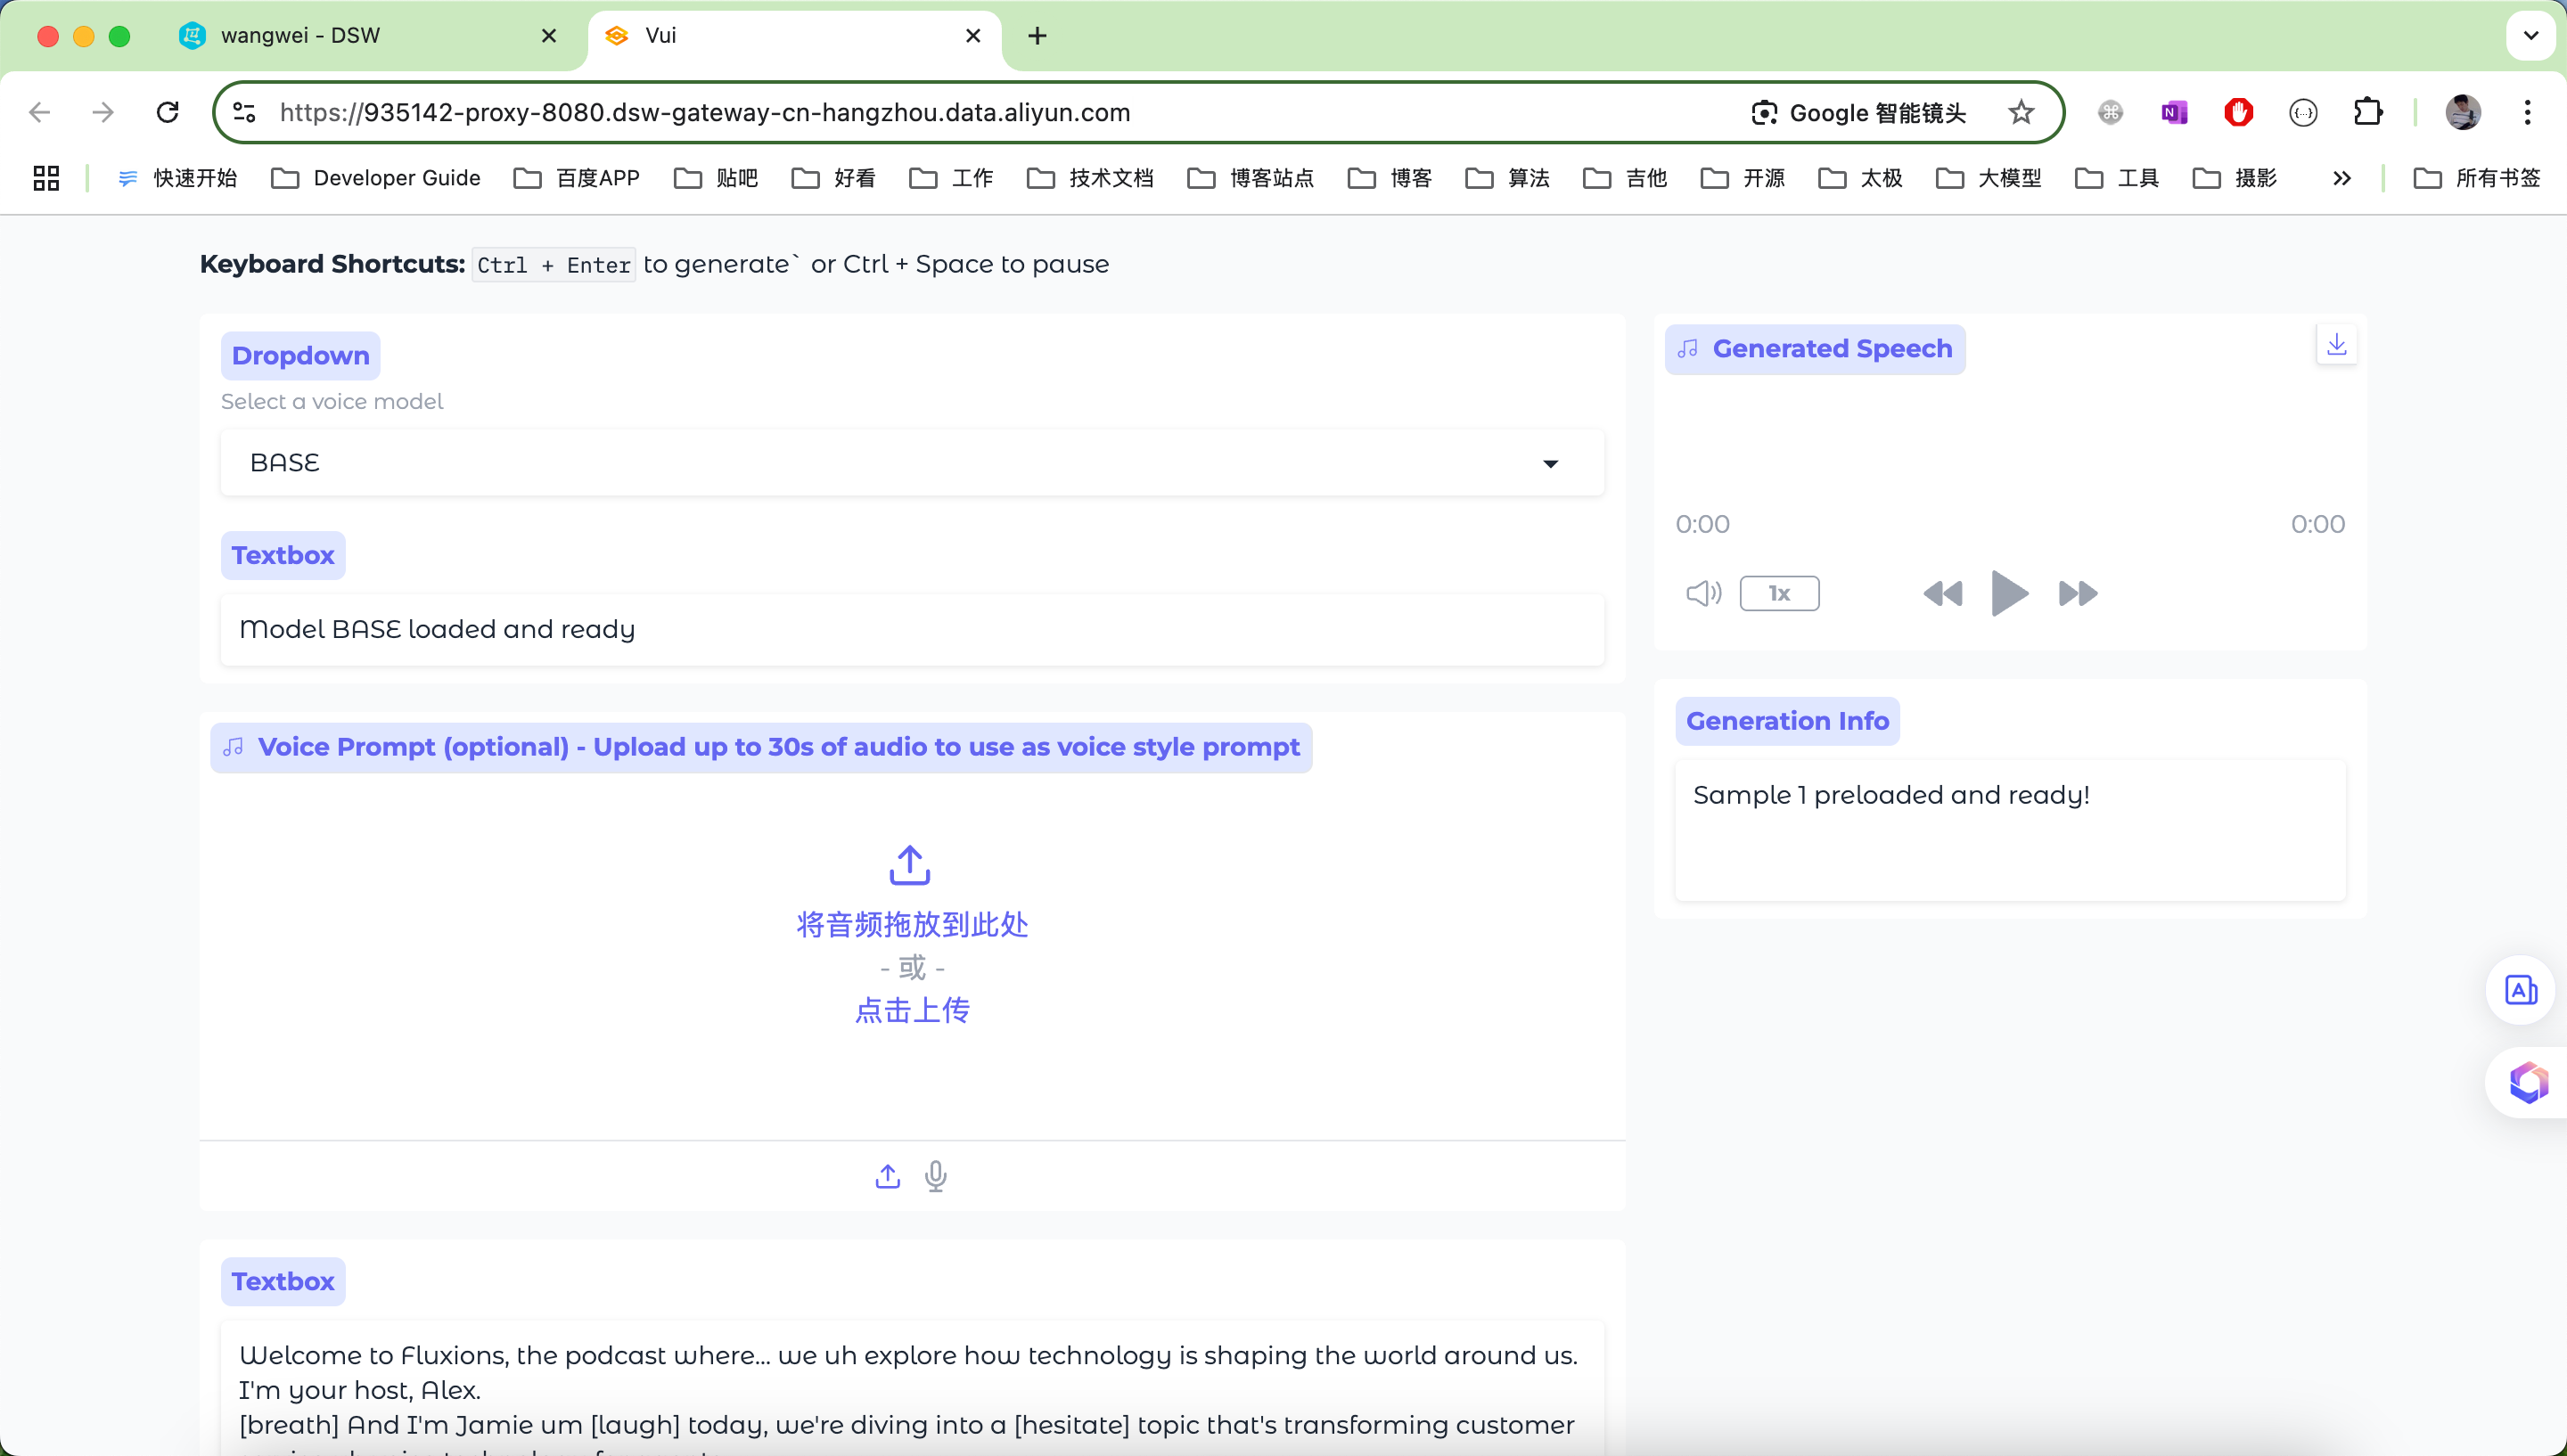 wangwei - DSW
Vui
https://935142-proxy-8080.dsw-gateway-cn-hangzhou.data.aliyun.com
Google 智能镜头
快速开始
Developer Guide
百度APP
贴吧
好看
工作
技术文档
博客站点
博客
算法
吉他
开源
太极
大模型
工具
摄影
所有书签
Keyboard Shortcuts: Ctrl + Enter to generate` or Ctrl + Space to pause
Dropdown
Select a voice model
BASE
Textbox
Model BASE loaded and ready
Voice Prompt (optional) - Upload up to 30s of audio to use as voice style prompt
将音频拖放到此处
- 或 -
点击上传
Textbox
Welcome to Fluxions, the podcast where... we uh explore how technology is shaping the world around us.
I'm your host, Alex.
[breath] And I'm Jamie um [laugh] today, we're diving into a [hesitate] topic that's transforming customer
Generated Speech
0:00
0:00
1x
Generation Info
Sample 1 preloaded and ready!